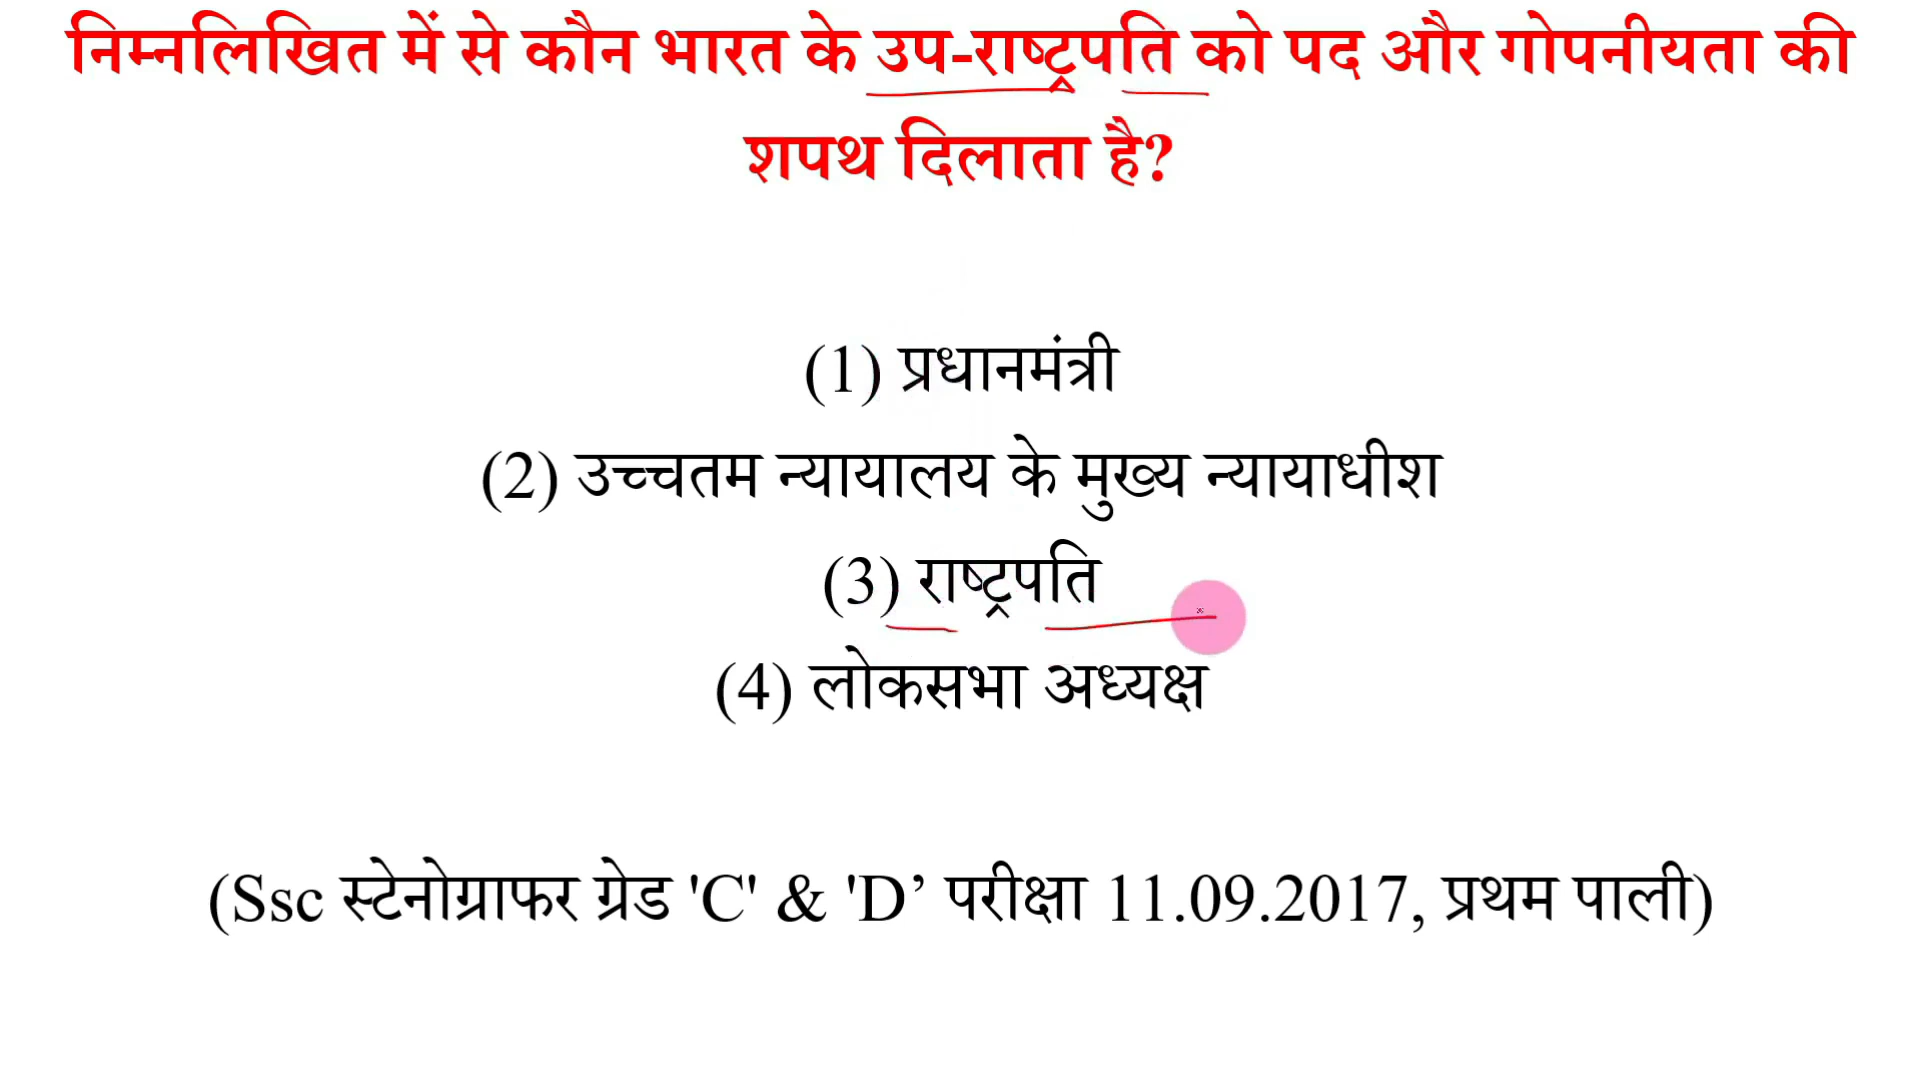 निम्नलिखित में से कौन भारत के उप-राष्ट्रपति को पद और गोपनीयता की
शपथ दिलाता है?
(1) प्रधानमंत्री
(2) उच्चतम न्यायालय के मुख्य न्यायाधीश
(3) राष्ट्रपति
(4) लोकसभा अध्यक्ष
(Ssc स्टेनोग्राफर ग्रेड 'C' & 'D’ परीक्षा 11.09.2017, प्रथम पाली)